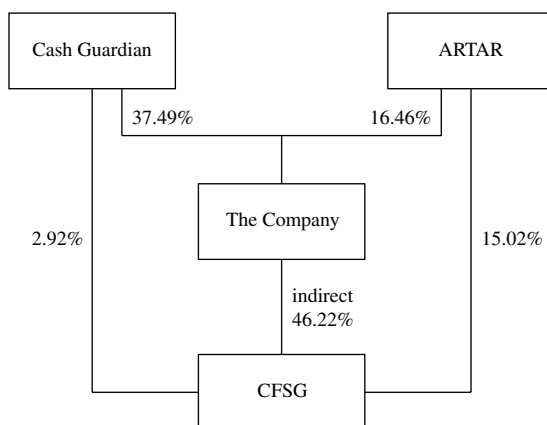 Cash Guardian
ARTAR
37.49%
16.46%
The Company
2.92%
15.02%
indirect
46.22%
CFSG